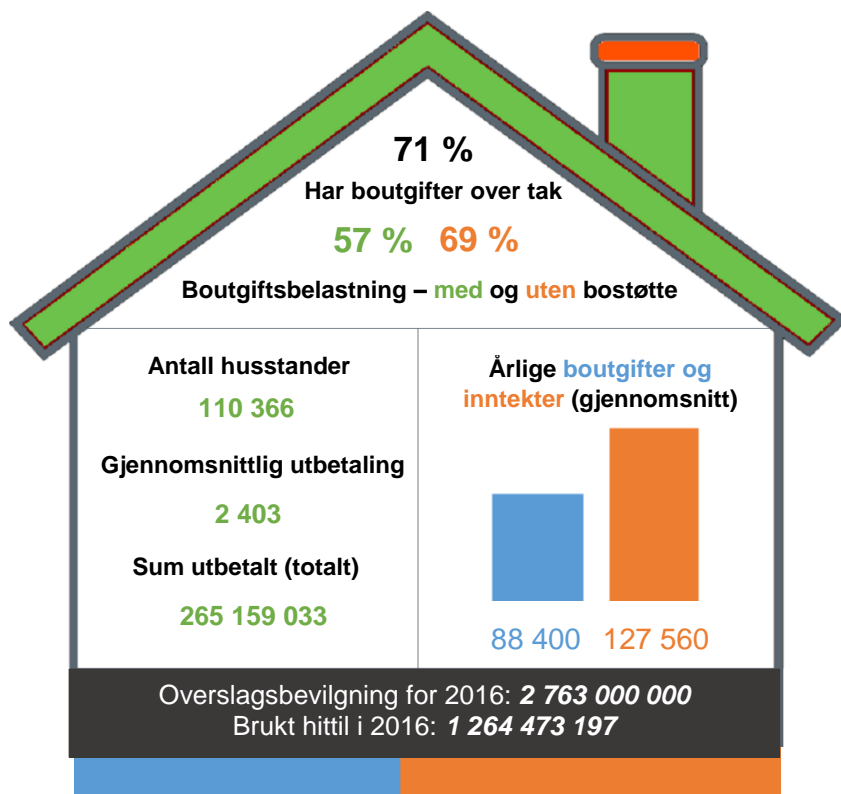 71 %
Har boutgifter over tak
57 % 69 %
Boutgiftsbelastning – med og uten bostøtte
Antall husstander
110 366
Gjennomsnittlig utbetaling
2 403
Sum utbetalt (totalt)
265 159 033
Årlige boutgifter og
inntekter (gjennomsnitt)
88 400 127 560
Overslagsbevilgning for 2016: 2 763 000 000
Brukt hittil i 2016: 1 264 473 197